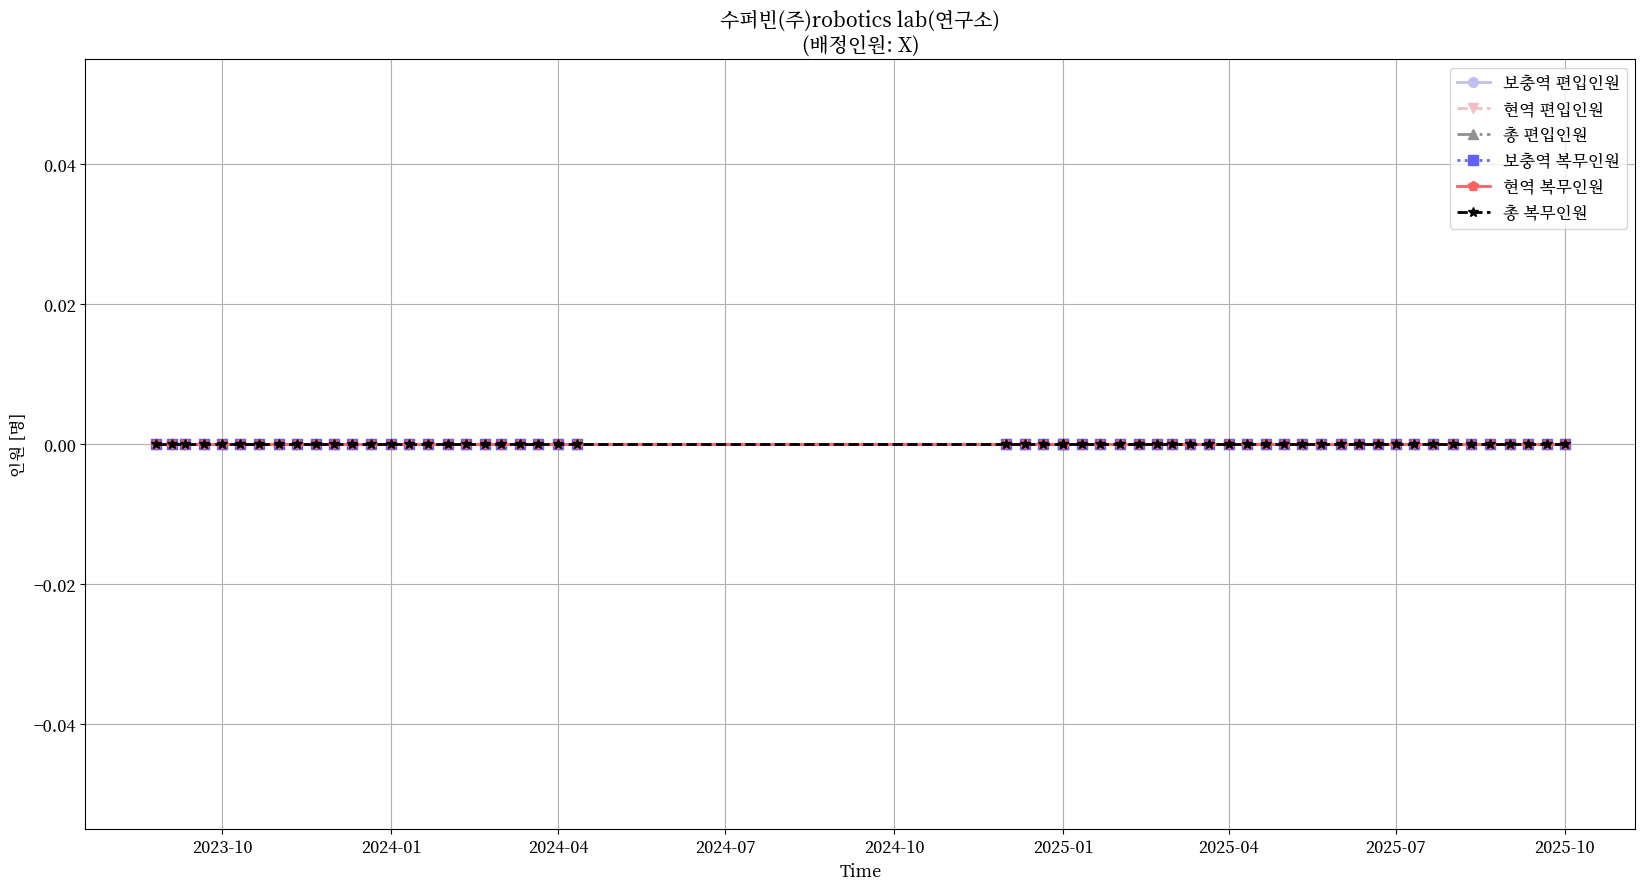 수퍼빈(주)robotics lab(연구소)
(배정인원: X)
보충역 편입인원
현역 편입인원
총 편입인원
보충역 복무인원
현역 복무인원
총 복무인원
인원 [명]
0.04
0.02
0.00
−0.02
−0.04
2023-10
2024-01
2024-04
2024-07
2024-10
2025-01
2025-04
2025-07
2025-10
Time